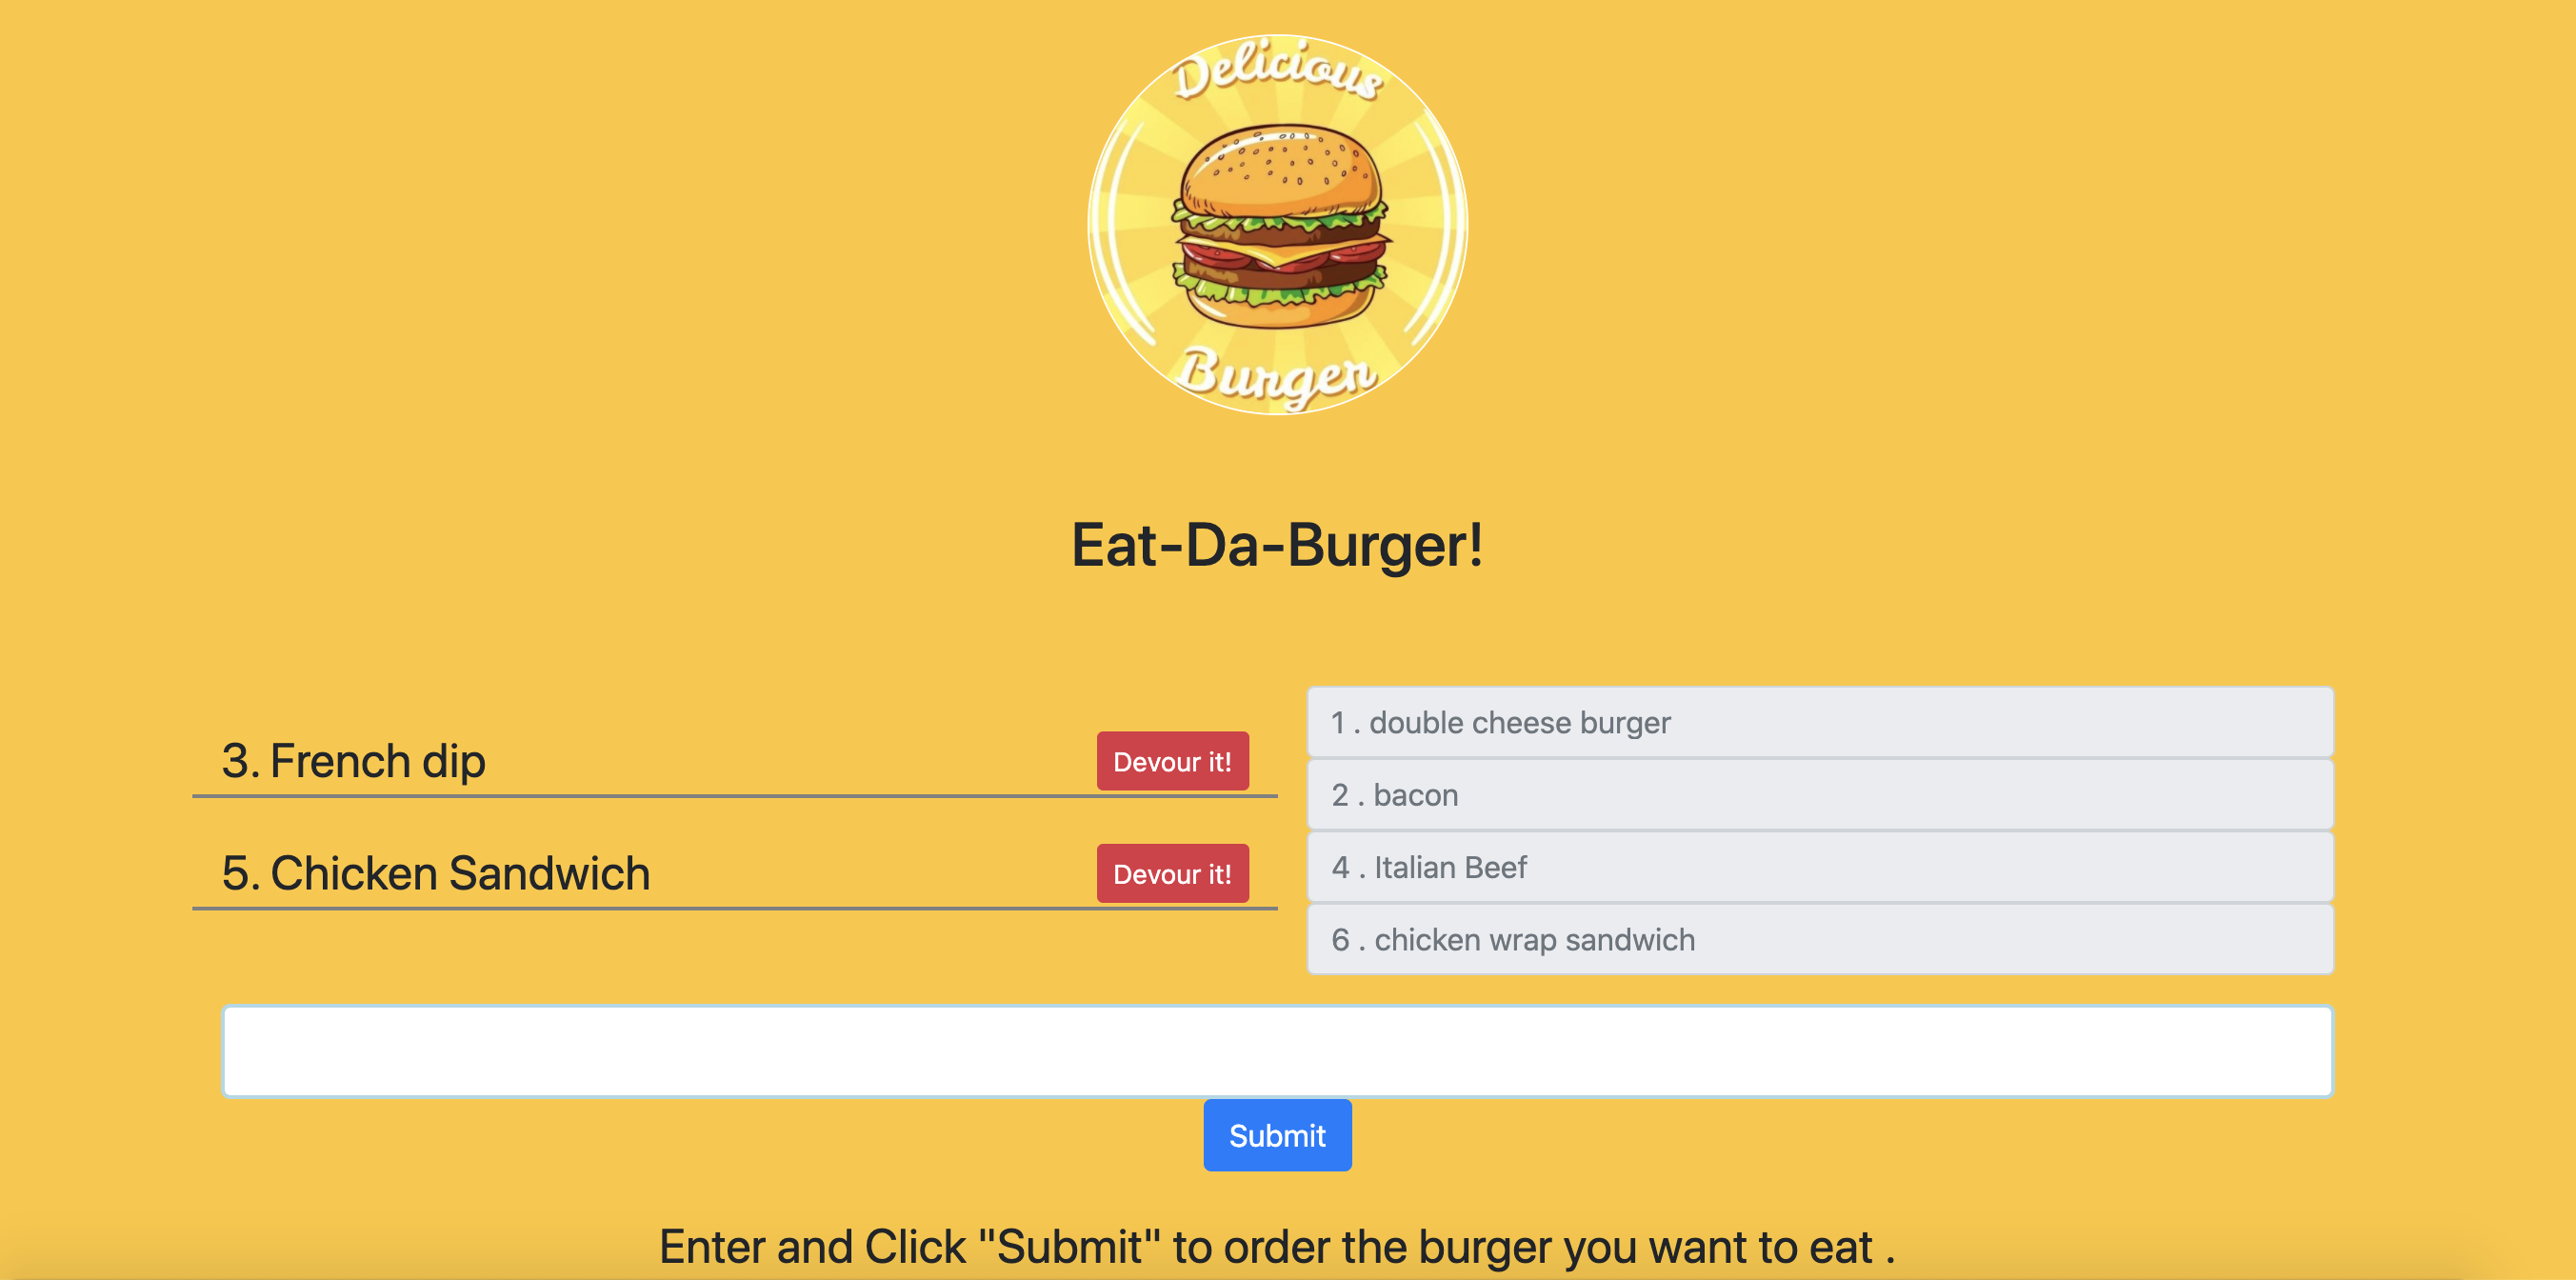 Delicious
Burger
Eat-Da-Burger!
3. French dip
Devour it!
5. Chicken Sandwich
Devour it!
1 . double cheese burger
2 . bacon
4 . Italian Beef
6 . chicken wrap sandwich
Submit
Enter and Click "Submit" to order the burger you want to eat .